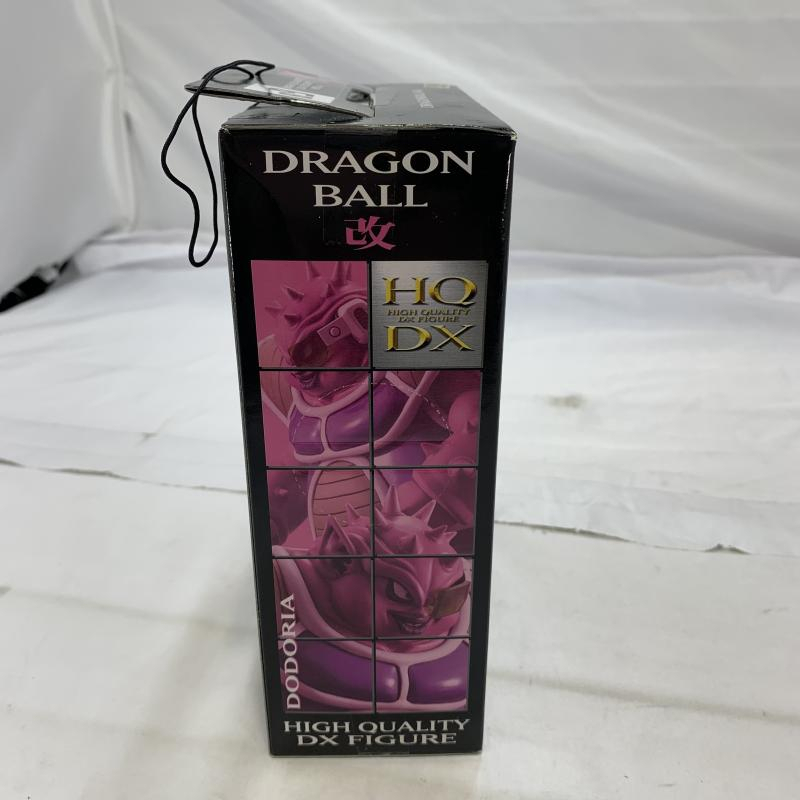 DRAGON
BALL
改
HQ
HIGH QUALITY
DX FIGURE
DX
DODORIA
HIGH QUALITY
DX FIGURE